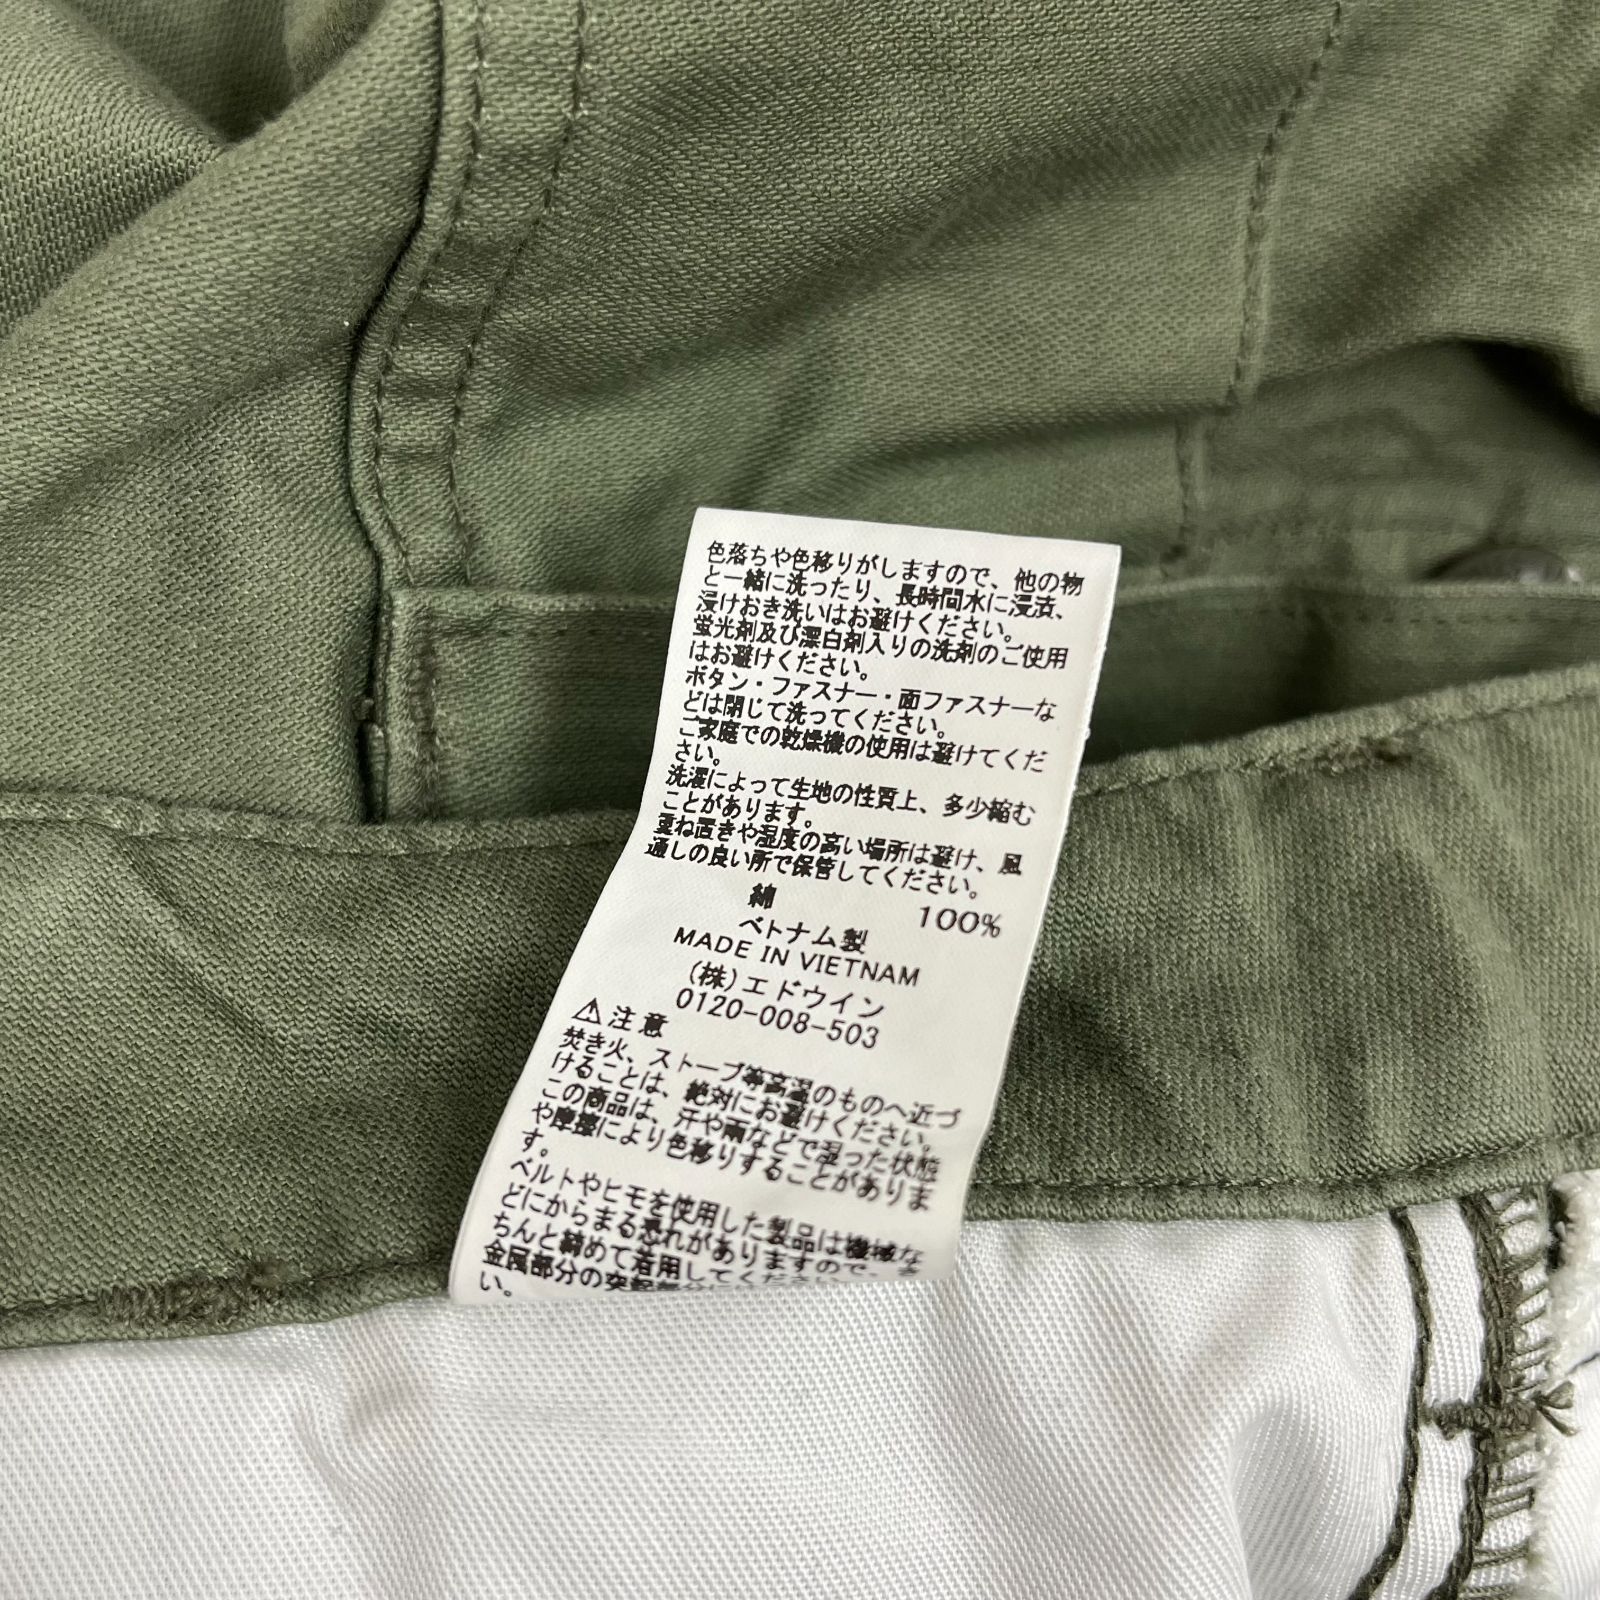 色落ちや色移りがしますので、他の物
と一緒に洗ったり、長時間水に浸済、
浸けおき洗いはお避けください。
蛍光剤及び漂白剤入りの洗剤のご使用
はお避けください。
ボタン・ファスナー・面ファスナーな
どは閉じて洗ってください。
ご家庭での乾燥機の使用は避けてくだ
さい。
洗濯によって生地の性質上、多少縮む
ことがあります。
重ね置きや湿度の高い場所は避け、風
通しの良い所で保管してください。
綿 100%
ベトナム製
MADE IN VIETNAM
(株)エドウイン
0120-008-503
⚠注意
焚き火、ストーブ等高温のものへ近づ
けることは、絶対にお避けください。
この商品は、汗や雨などで湿った状態
や摩擦により色移りすることがありま
す。
ベルトやヒモを使用した製品は機械な
どにからまる恐れがありますので、き
ちんと締めて着用してください。
金属部分の突起部分
い。